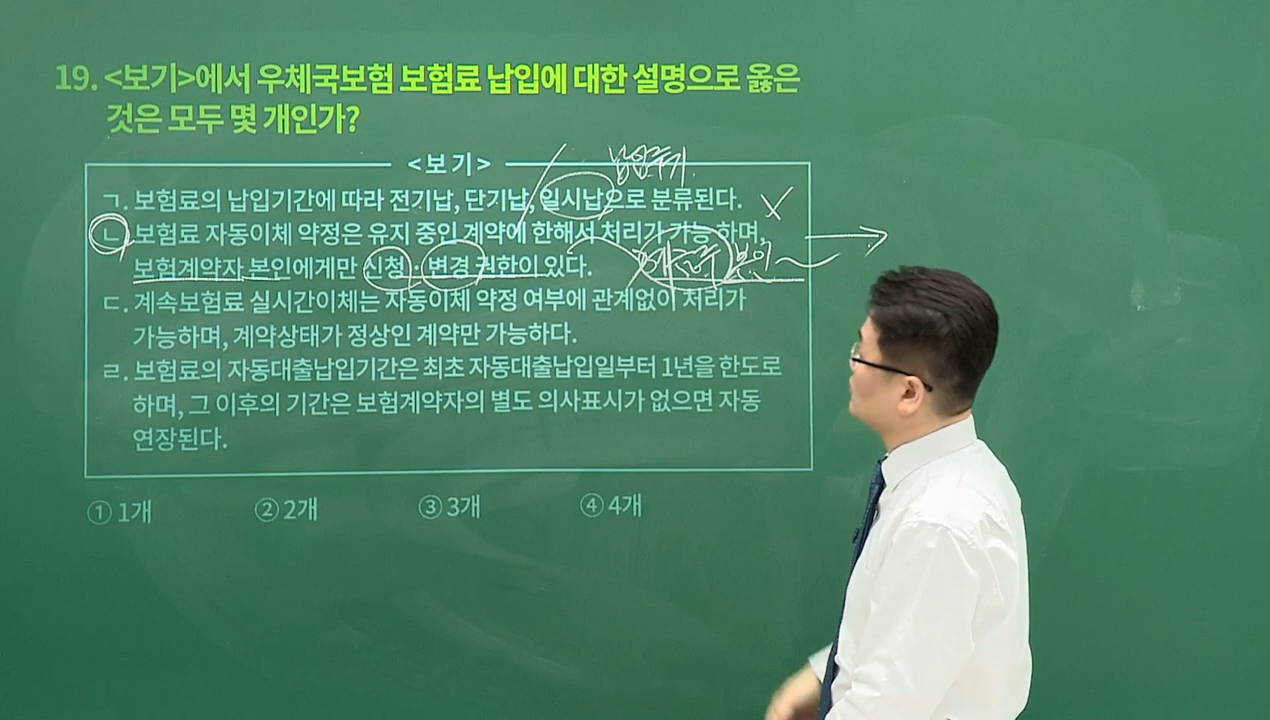 19. <보기>에서 우체국보험 보험료 납입에 대한 설명으로 옳은
것은 모두 몇 개인가?
<보기>
납입주기
ㄱ. 보험료의 납입기간에 따라 전기납, 단기납, 일시납으로 분류된다. X
ㄴ. 보험료 자동이체 약정은 유지 중인 계약에 한해서 처리가 가능하며,
보험계약자 본인에게만 신청·변경 권한이 있다. 예금주 본인
ㄷ. 계속보험료 실시간이체는 자동이체 약정 여부에 관계없이 처리가
가능하며, 계약상태가 정상인 계약만 가능하다.
ㄹ. 보험료의 자동대출납입기간은 최초 자동대출납입일부터 1년을 한도로
하며, 그 이후의 기간은 보험계약자의 별도 의사표시가 없으면 자동
연장된다.
① 1개 ② 2개 ③ 3개 ④ 4개